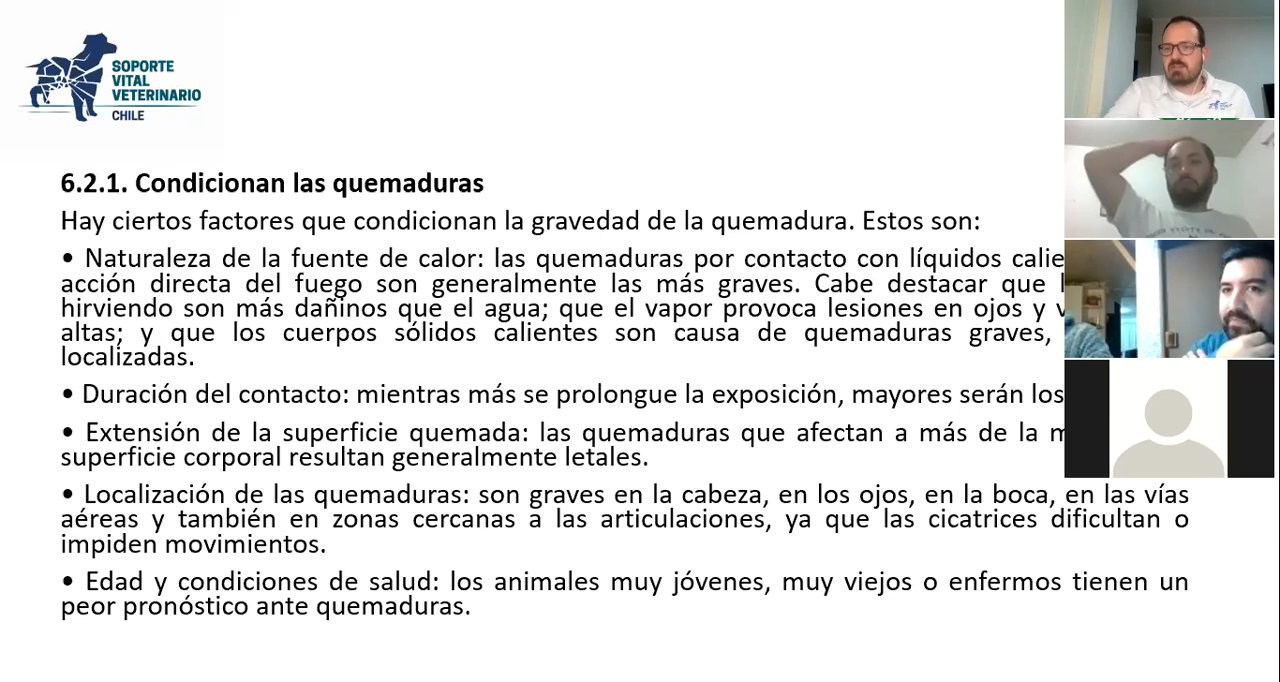 SOPORTE
VITAL
VETERINARIO
CHILE
6.2.1. Condicionan las quemaduras
Hay ciertos factores que condicionan la gravedad de la quemadura. Estos son:
• Naturaleza de la fuente de calor: las quemaduras por contacto con líquidos
acción directa del fuego son generalmente las más graves. Cabe destacar que
hirviendo son más dañinos que el agua; que el vapor provoca lesiones en ojos y
altas; y que los cuerpos sólidos calientes son causa de quemaduras graves,
localizadas.
• Duración del contacto: mientras más se prolongue la exposición, mayores serán los
• Extensión de la superficie quemada: las quemaduras que afectan a más de la
superficie corporal resultan generalmente letales.
• Localización de las quemaduras: son graves en la cabeza, en los ojos, en la boca, en las vías
aéreas y también en zonas cercanas a las articulaciones, ya que las cicatrices dificultan o
impiden movimientos.
• Edad y condiciones de salud: los animales muy jóvenes, muy viejos o enfermos tienen un
peor pronóstico ante quemaduras.